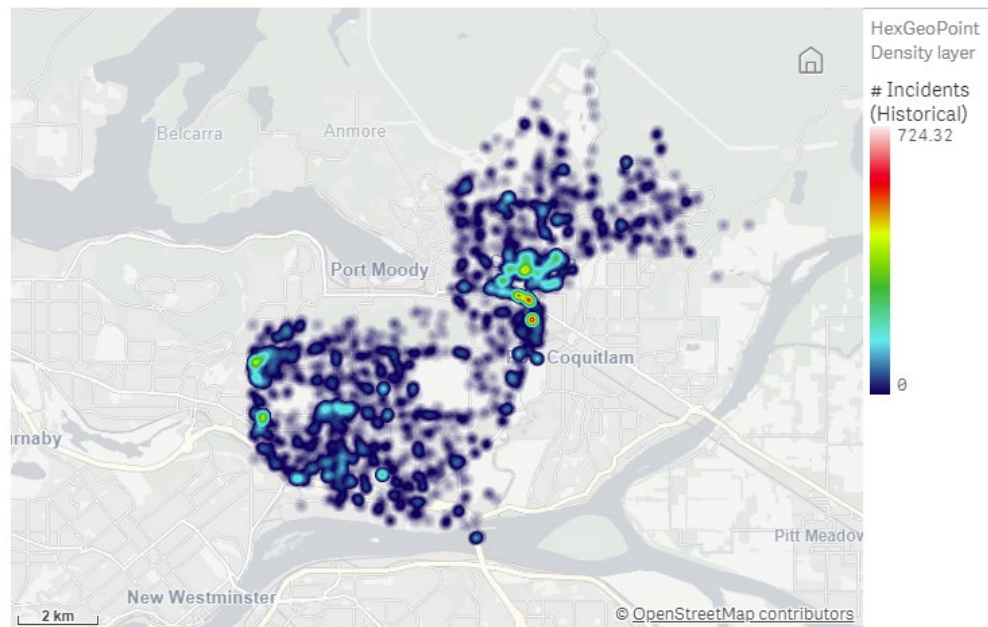 HexGeoPoint
Density layer
# Incidents
(Historical)
724.32
0
Belcarra
Anmore
Port Moody
Coquitlam
rnaby
Pitt Meadow
New Westminster
2 km
© OpenStreetMap contributors